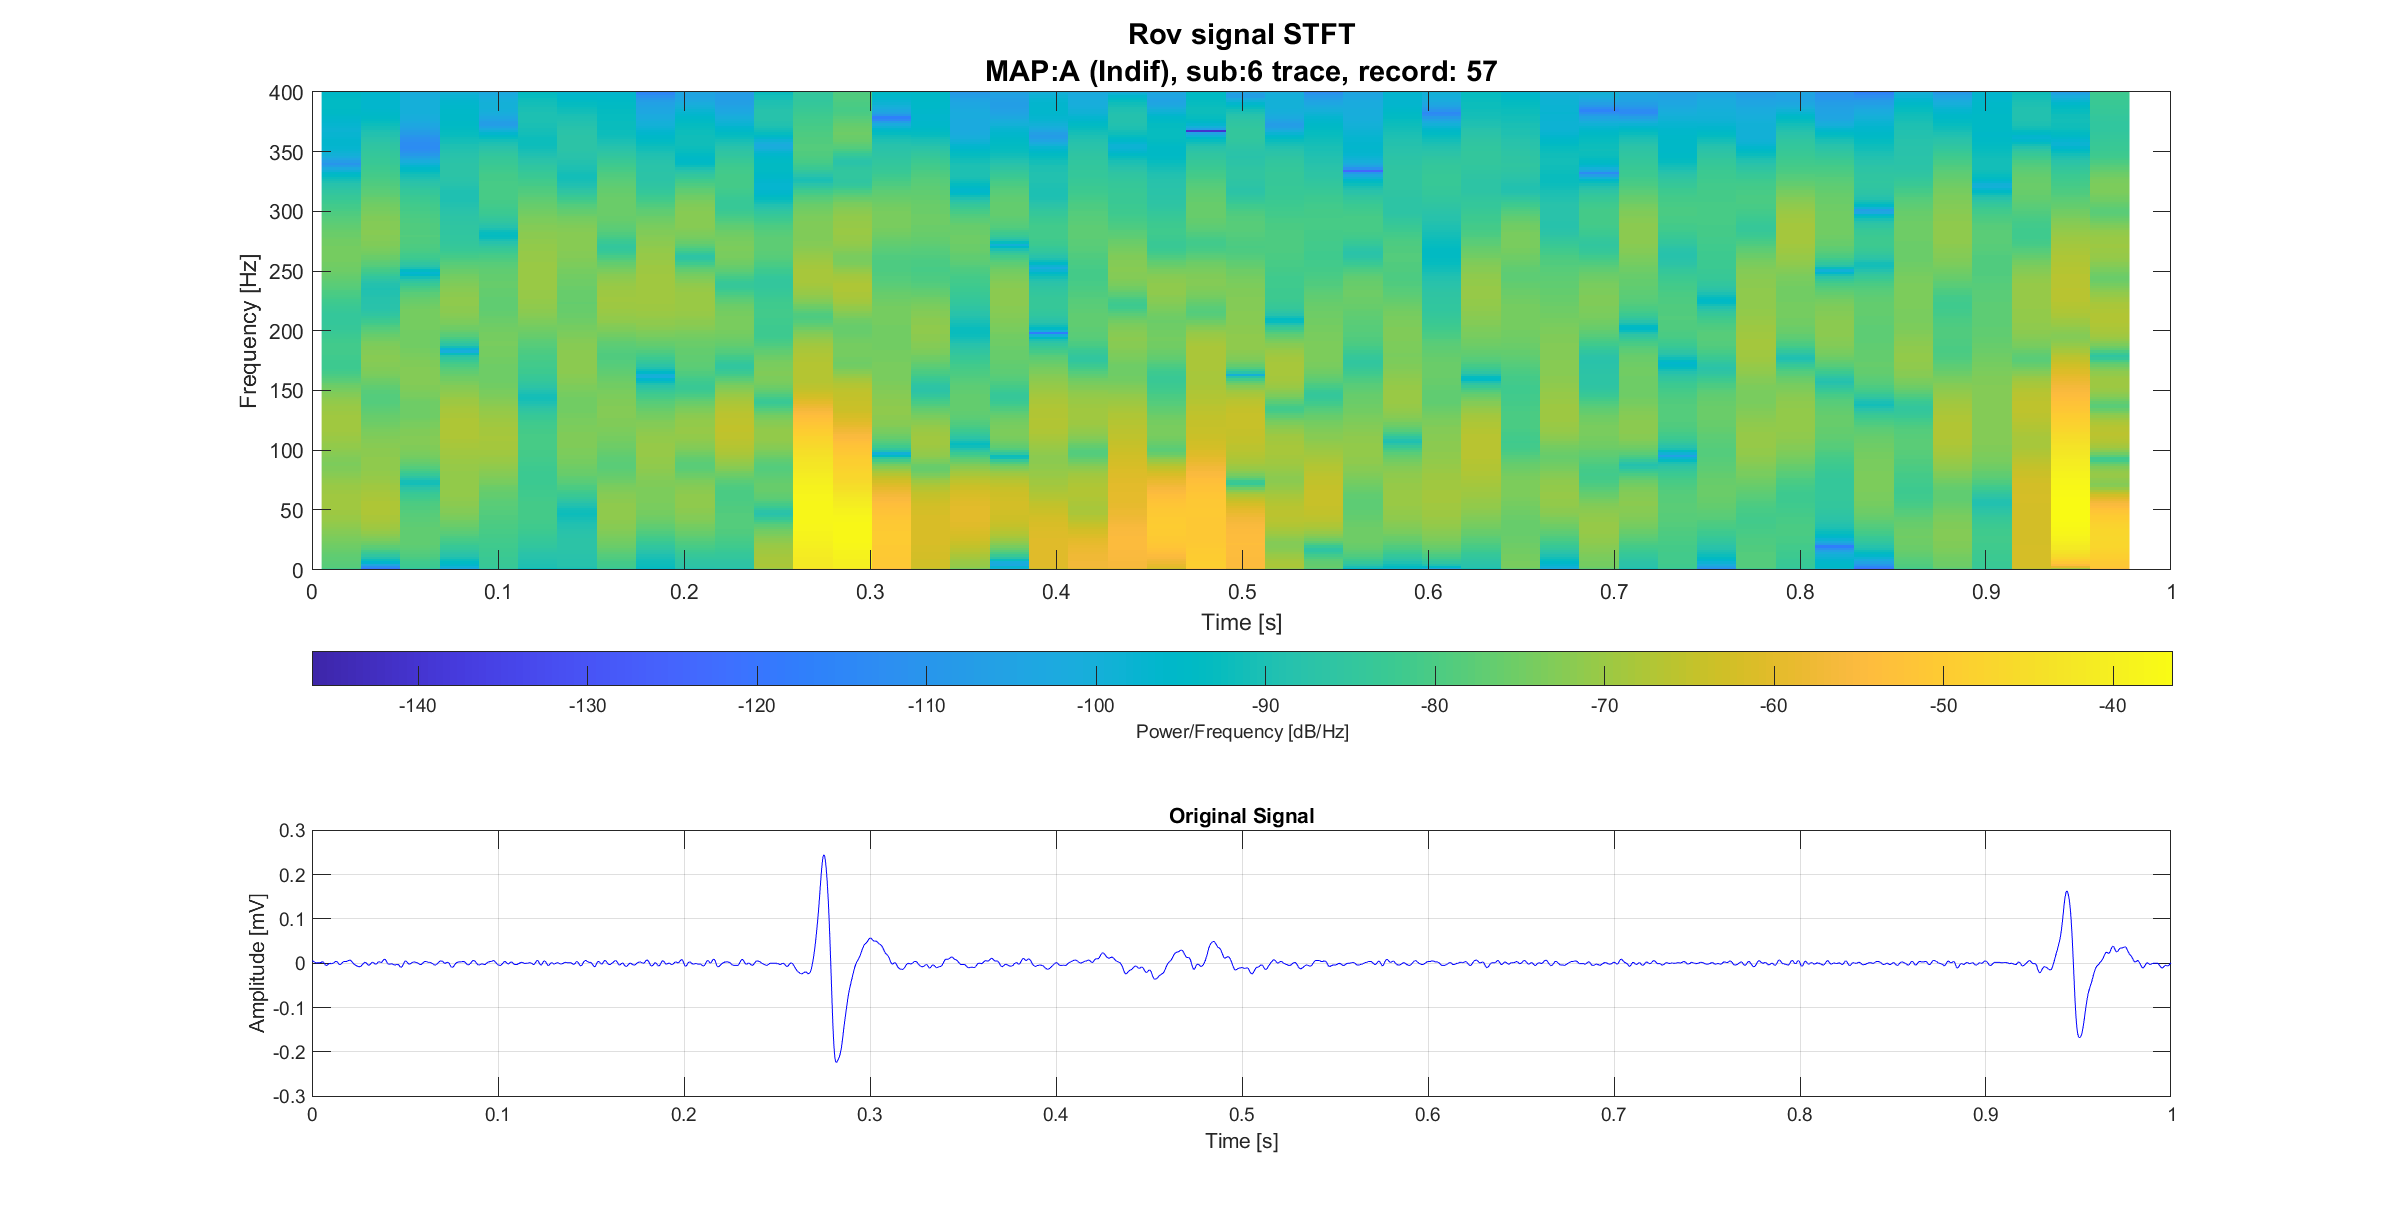 Rov signal STFT
MAP:A (Indif), sub:6 trace, record: 57
400
350
300
250
200
150
100
50
0
Frequency [Hz]
0 0.1 0.2 0.3 0.4 0.5 0.6 0.7 0.8 0.9 1
Time [s]
-140 -130 -120 -110 -100 -90 -80 -70 -60 -50 -40
Power/Frequency [dB/Hz]
Original Signal
0.3
0.2
0.1
0
-0.1
-0.2
-0.3
Amplitude [mV]
0 0.1 0.2 0.3 0.4 0.5 0.6 0.7 0.8 0.9 1
Time [s]